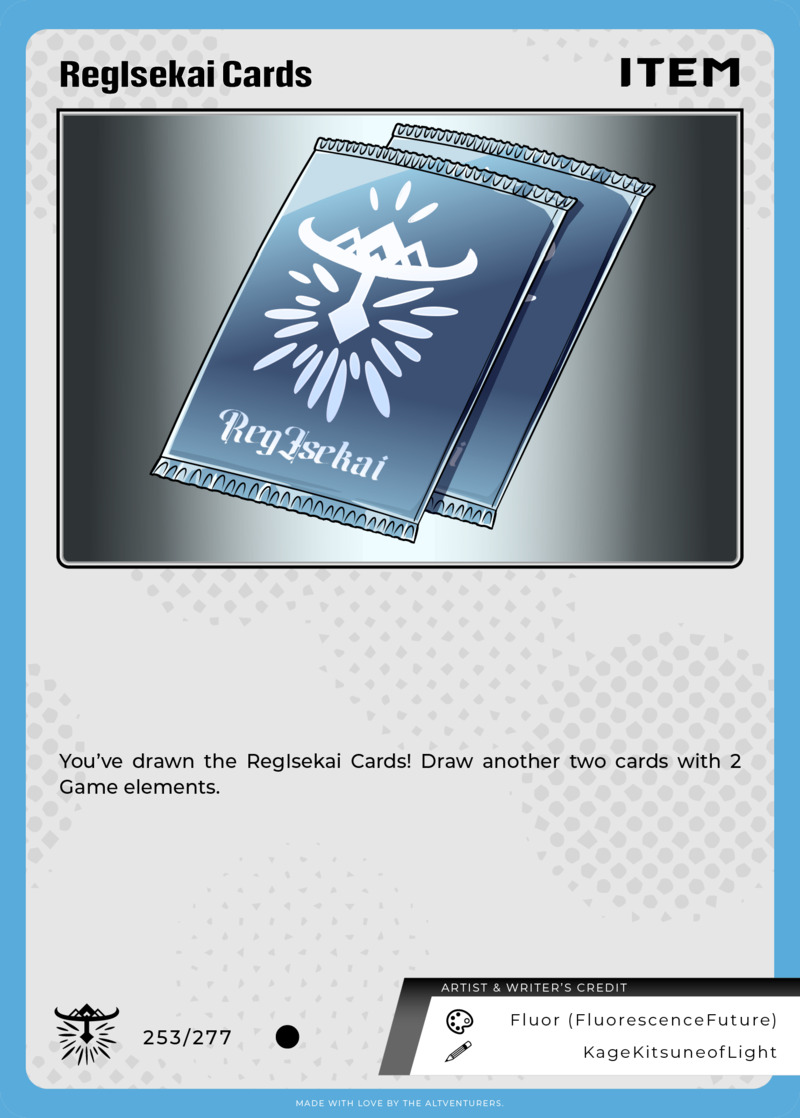 RegIsekai Cards
ITEM
RegIsekai
i
You've drawn the RegIsekai Cards! Draw another two cards with 2
Game elements.
ARTIST & WRITER'S CREDIT
Fluor (FluorescenceFuture)
253/277
KageKitsuneofLight
MADE WITH LOVE BY THE ALTVENTURERS.